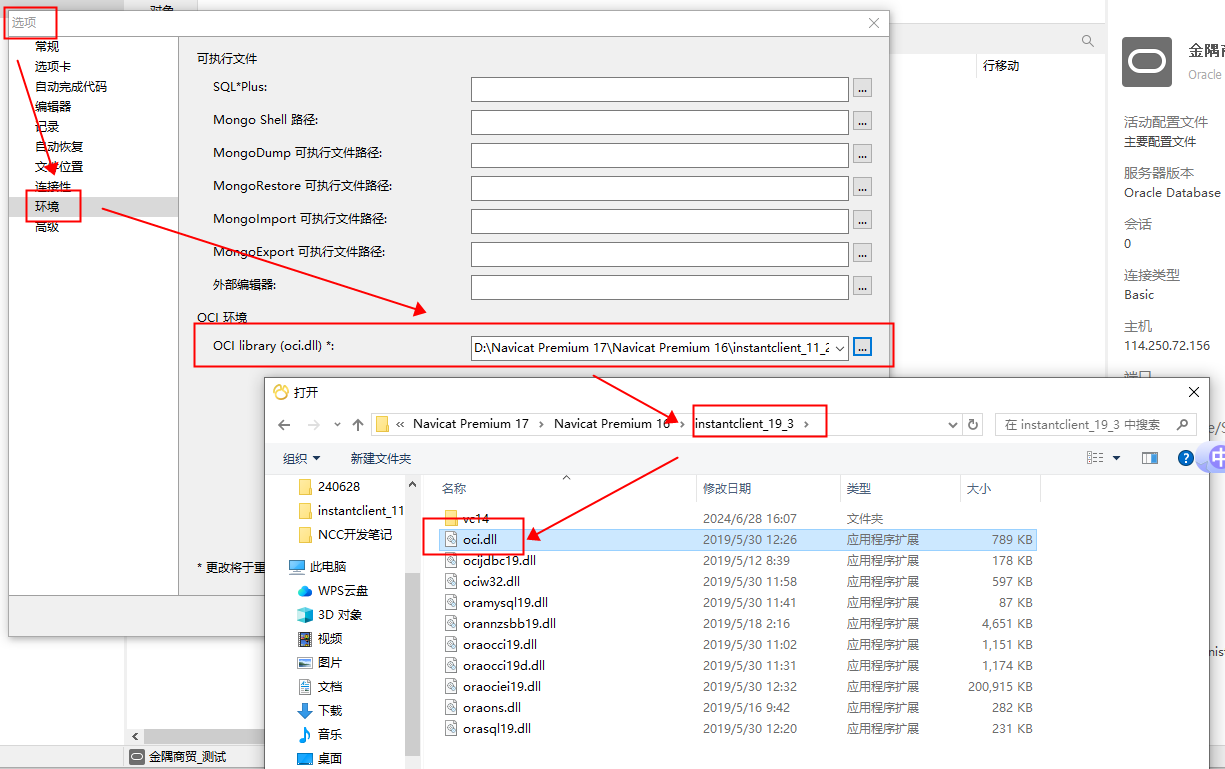 对象
选项
常规
选项卡
自动完成代码
编辑器
记录
自动恢复
文件位置
连接性
环境
高级
可执行文件
SQL*Plus:
...
Mongo Shell 路径:
...
MongoDump 可执行文件路径:
...
MongoRestore 可执行文件路径:
...
MongoImport 可执行文件路径:
...
MongoExport 可执行文件路径:
...
外部编辑器:
...
OCI 环境
OCI library (oci.dll) *:
D:\Navicat Premium 17\Navicat Premium 16\instantclient_11_2
...
* 更改将于重
行移动
金隅商
Oracle
活动配置文件
主要配置文件
服务器版本
Oracle Database
会话
0
连接类型
Basic
主机
114.250.72.156
端口
打开
« Navicat Premium 17 › Navicat Premium 16 › instantclient_19_3 ›
在 instantclient_19_3 中搜索
组织
新建文件夹
中
240628
instantclient_11
NCC开发笔记
此电脑
WPS云盘
3D 对象
视频
图片
文档
下载
音乐
桌面
名称 修改日期 类型 大小
vc14 2024/6/28 16:07 文件夹
oci.dll 2019/5/30 12:26 应用程序扩展 789 KB
ocijdbc19.dll 2019/5/12 8:39 应用程序扩展 178 KB
ociw32.dll 2019/5/30 11:58 应用程序扩展 597 KB
oramysql19.dll 2019/5/30 11:41 应用程序扩展 87 KB
orannzsbb19.dll 2019/5/18 2:16 应用程序扩展 4,651 KB
oraocci19.dll 2019/5/30 11:02 应用程序扩展 1,151 KB
oraocci19d.dll 2019/5/30 11:31 应用程序扩展 1,174 KB
oraociei19.dll 2019/5/30 12:32 应用程序扩展 200,915 KB
oraons.dll 2019/5/16 9:42 应用程序扩展 282 KB
orasql19.dll 2019/5/30 12:20 应用程序扩展 231 KB
金隅商贸_测试